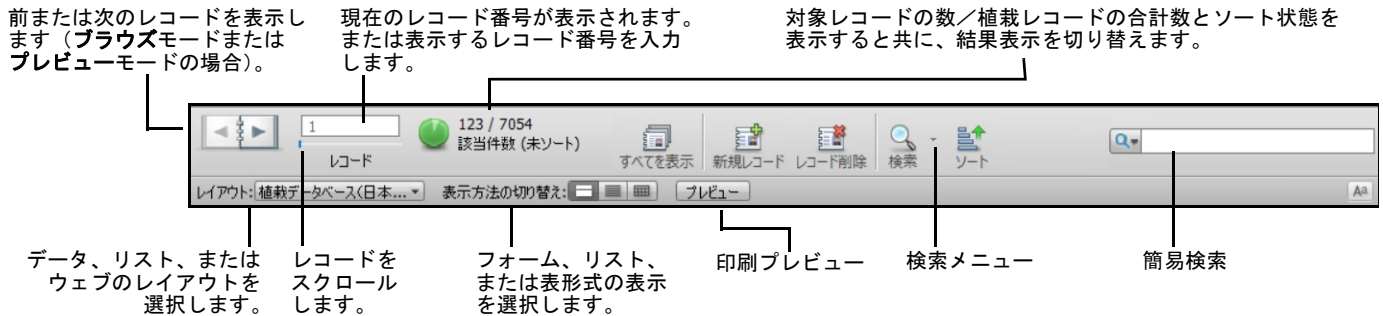 前または次のレコードを表示し
ます（ブラウズモードまたは
プレビューモードの場合）。
現在のレコード番号が表示されます。
または表示するレコード番号を入力
します。
対象レコードの数／植栽レコードの合計数とソート状態を
表示すると共に、結果表示を切り替えます。
1
レコード
123 / 7054
該当件数 (未ソート)
すべてを表示
新規レコード
レコード削除
検索
ソート
レイアウト:
植栽データベース(日本...
表示方法の切り替え:
プレビュー
Aa
データ、リスト、または
ウェブのレイアウトを
選択します。
レコードを
スクロール
します。
フォーム、リスト、
または表形式の表示
を選択します。
印刷プレビュー
検索メニュー
簡易検索